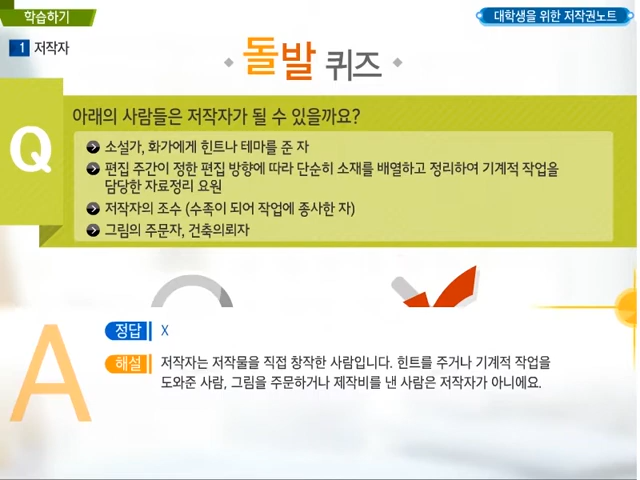 학습하기
대학생을 위한 저작권노트
1 저작자
돌발 퀴즈
Q
아래의 사람들은 저작자가 될 수 있을까요?
소설가, 화가에게 힌트나 테마를 준 자
편집 주간이 정한 편집 방향에 따라 단순히 소재를 배열하고 정리하여 기계적 작업을
담당한 자료정리 요원
저작자의 조수 (수족이 되어 작업에 종사한 자)
그림의 주문자, 건축의뢰자
A
정답 X
해설 저작자는 저작물을 직접 창작한 사람입니다. 힌트를 주거나 기계적 작업을
도와준 사람, 그림을 주문하거나 제작비를 낸 사람은 저작자가 아니에요.